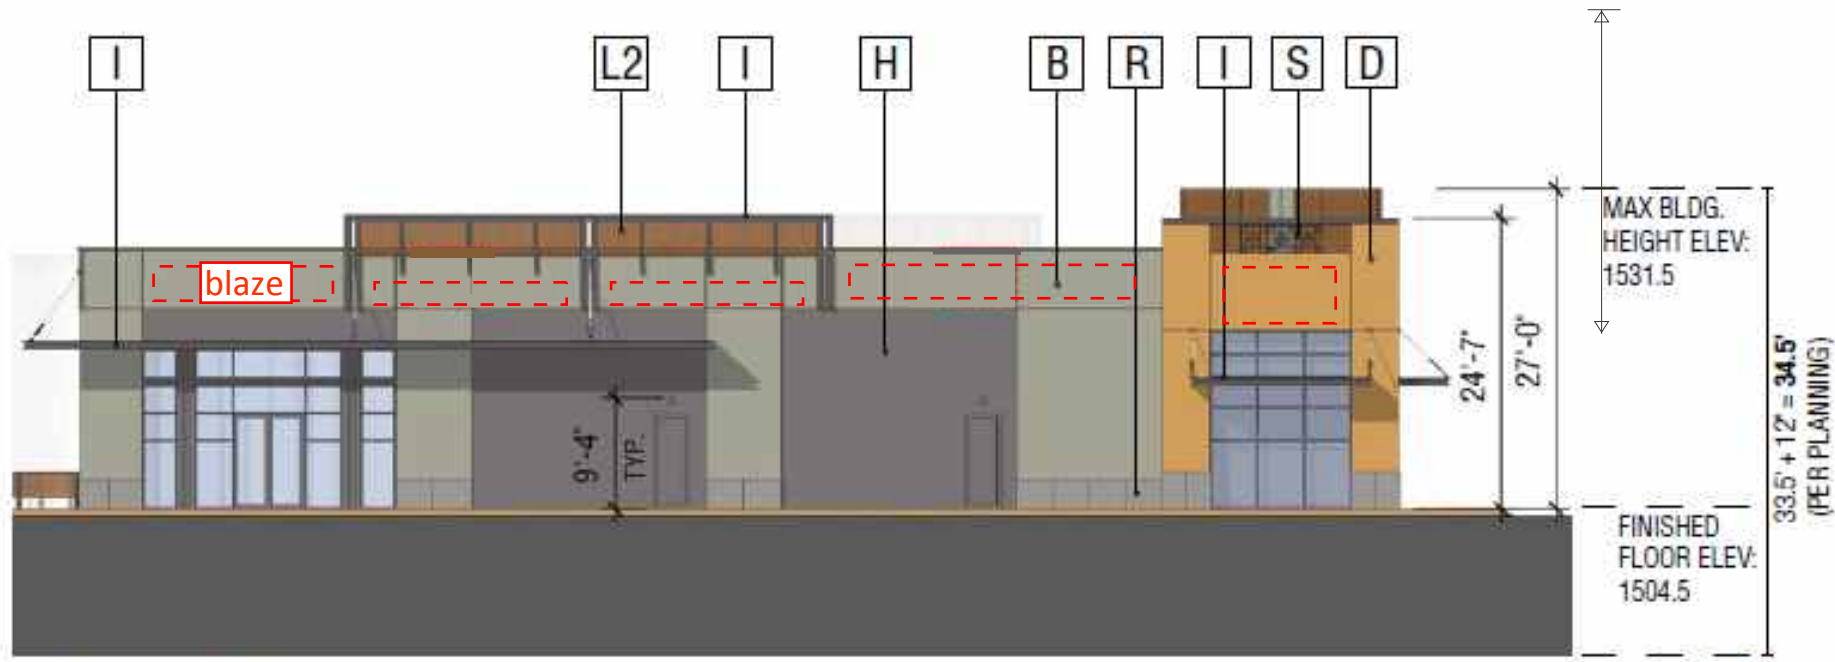 I L2 I H B R I S D
MAX BLDG.
HEIGHT ELEV:
1531.5
blaze
24'-7"
27'-0"
33.5' + 12" = 34.5'
(PER PLANNING)
9'-4"
TYP.
FINISHED
FLOOR ELEV:
1504.5